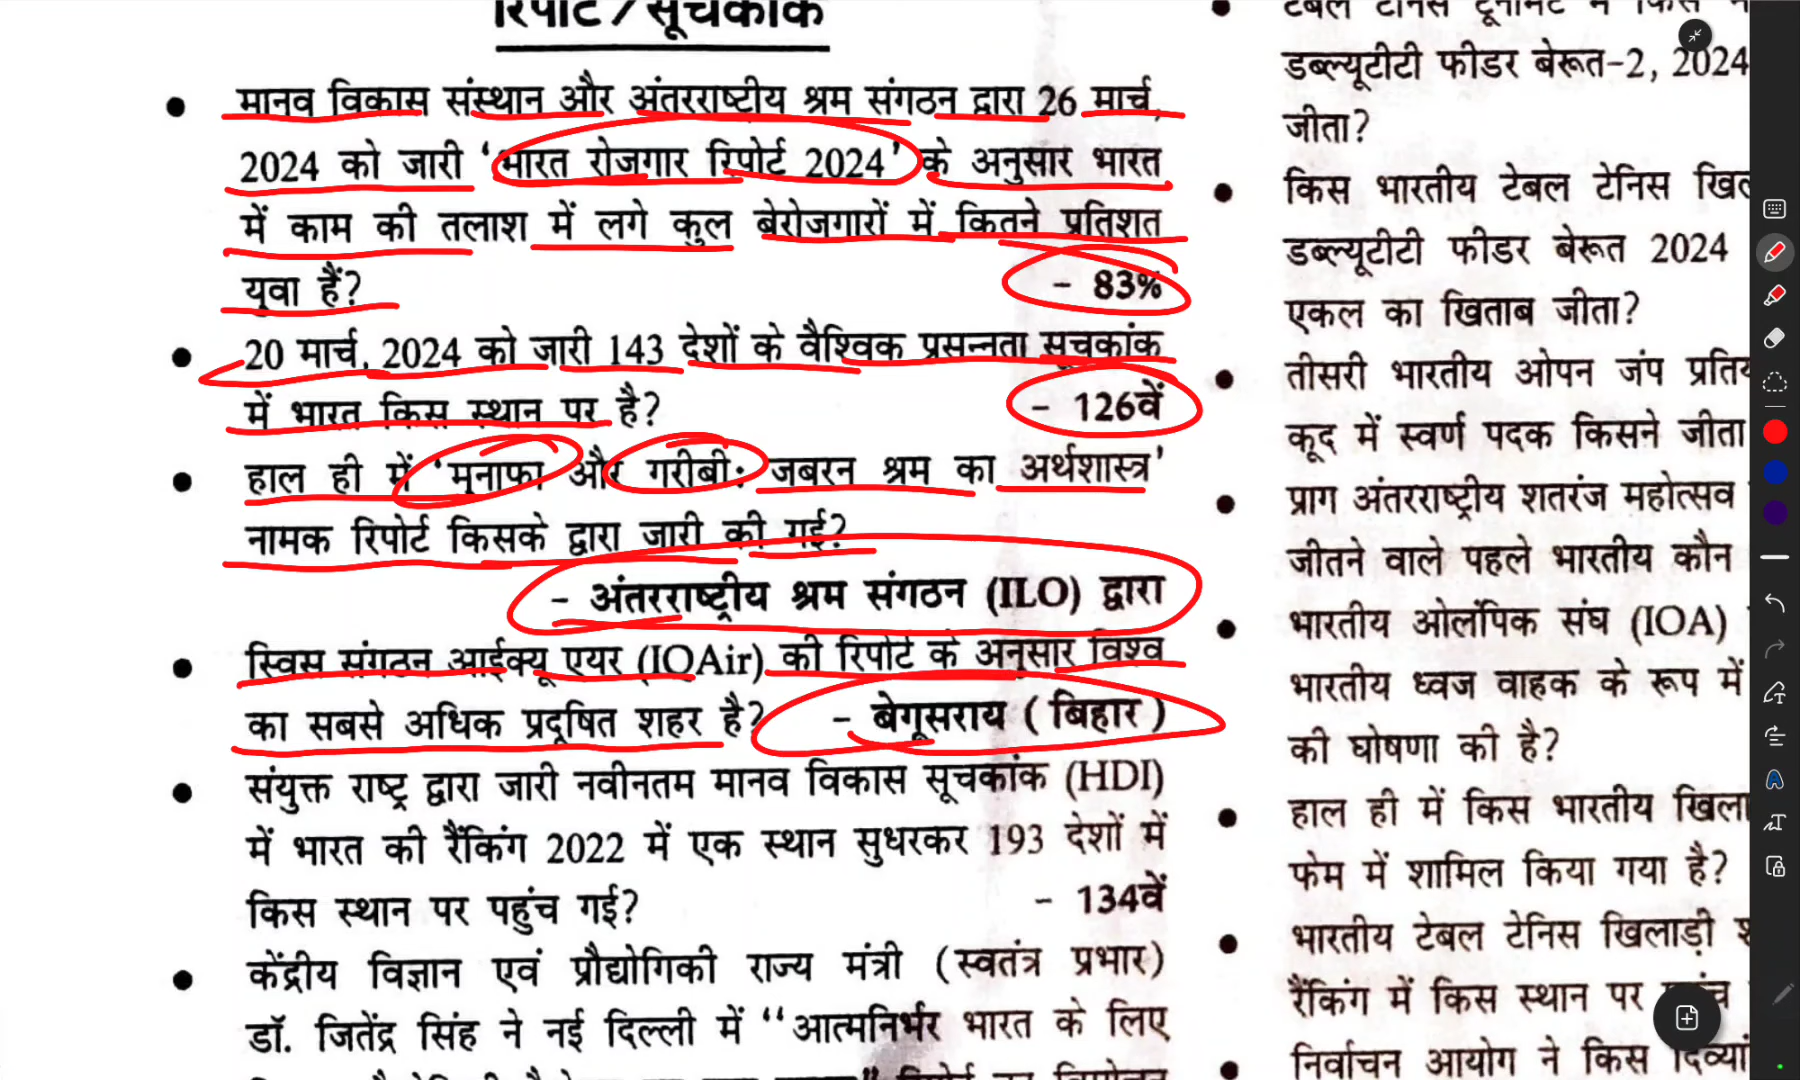 रिपोर्ट/सूचकांक
मानव विकास संस्थान और अंतरराष्टीय श्रम संगठन द्वारा 26 मार्च,
2024 को जारी ‘भारत रोजगार रिपोर्ट 2024’ के अनुसार भारत
में काम की तलाश में लगे कुल बेरोजगारों में कितने प्रतिशत
युवा हैं? - 83%
20 मार्च, 2024 को जारी 143 देशों के वैश्विक प्रसन्नता सूचकांक
में भारत किस स्थान पर है? - 126वें
हाल ही में ‘मुनाफा और गरीबी: जबरन श्रम का अर्थशास्त्र’
नामक रिपोर्ट किसके द्वारा जारी की गई?
- अंतरराष्ट्रीय श्रम संगठन (ILO) द्वारा
स्विस संगठन आईक्यू एयर (IQAir) की रिपोर्ट के अनुसार विश्व
का सबसे अधिक प्रदूषित शहर है? - बेगूसराय ( बिहार )
संयुक्त राष्ट्र द्वारा जारी नवीनतम मानव विकास सूचकांक (HDI)
में भारत की रैंकिंग 2022 में एक स्थान सुधरकर 193 देशों में
किस स्थान पर पहुंच गई? - 134वें
केंद्रीय विज्ञान एवं प्रौद्योगिकी राज्य मंत्री (स्वतंत्र प्रभार)
डॉ. जितेंद्र सिंह ने नई दिल्ली में “आत्मनिर्भर भारत के लिए
टेबल टेनिस टूर्नामेंट में किस
डब्ल्यूटीटी फीडर बेरूत-2, 2024
जीता?
किस भारतीय टेबल टेनिस
डब्ल्यूटीटी फीडर बेरूत 2024
एकल का खिताब जीता?
तीसरी भारतीय ओपन जंप
कूद में स्वर्ण पदक किसने जीता
प्राग अंतरराष्ट्रीय शतरंज महोत्सव
जीतने वाले पहले भारतीय कौन
भारतीय ओलंपिक संघ (IOA)
भारतीय ध्वज वाहक के रूप में
की घोषणा की है?
हाल ही में किस भारतीय
फेम में शामिल किया गया है?
भारतीय टेबल टेनिस खिलाड़ी
रैंकिंग में किस स्थान पर
निर्वाचन आयोग ने किस